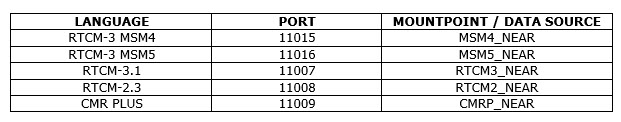 LANGUAGE PORT MOUNTPOINT / DATA SOURCE
RTCM-3 MSM4 11015 MSM4_NEAR
RTCM-3 MSM5 11016 MSM5_NEAR
RTCM-3.1 11007 RTCM3_NEAR
RTCM-2.3 11008 RTCM2_NEAR
CMR PLUS 11009 CMRP_NEAR